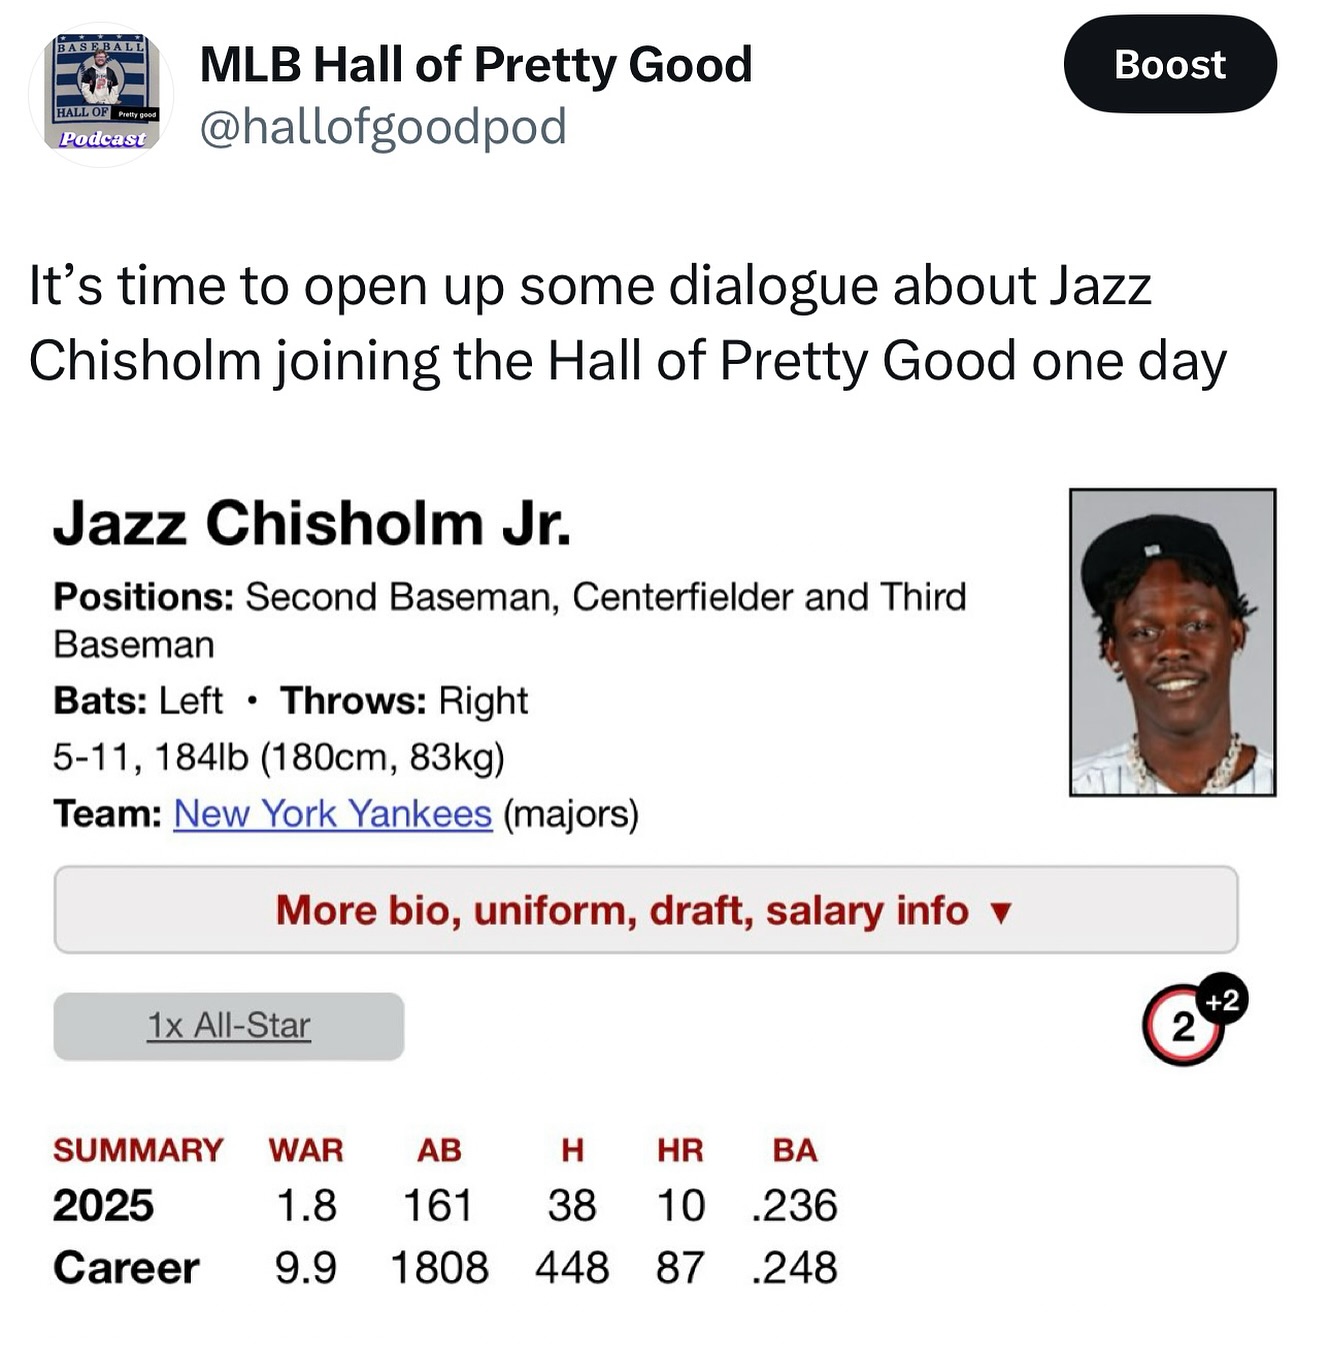 BASEBALL
HALL OF Pretty good
Podcast
MLB Hall of Pretty Good
@hallofgoodpod
Boost
It’s time to open up some dialogue about Jazz
Chisholm joining the Hall of Pretty Good one day
Jazz Chisholm Jr.
Positions: Second Baseman, Centerfielder and Third
Baseman
Bats: Left • Throws: Right
5-11, 184lb (180cm, 83kg)
Team: New York Yankees (majors)
More bio, uniform, draft, salary info ▼
1x All-Star
2 +2
SUMMARY WAR AB H HR BA
2025 1.8 161 38 10 .236
Career 9.9 1808 448 87 .248